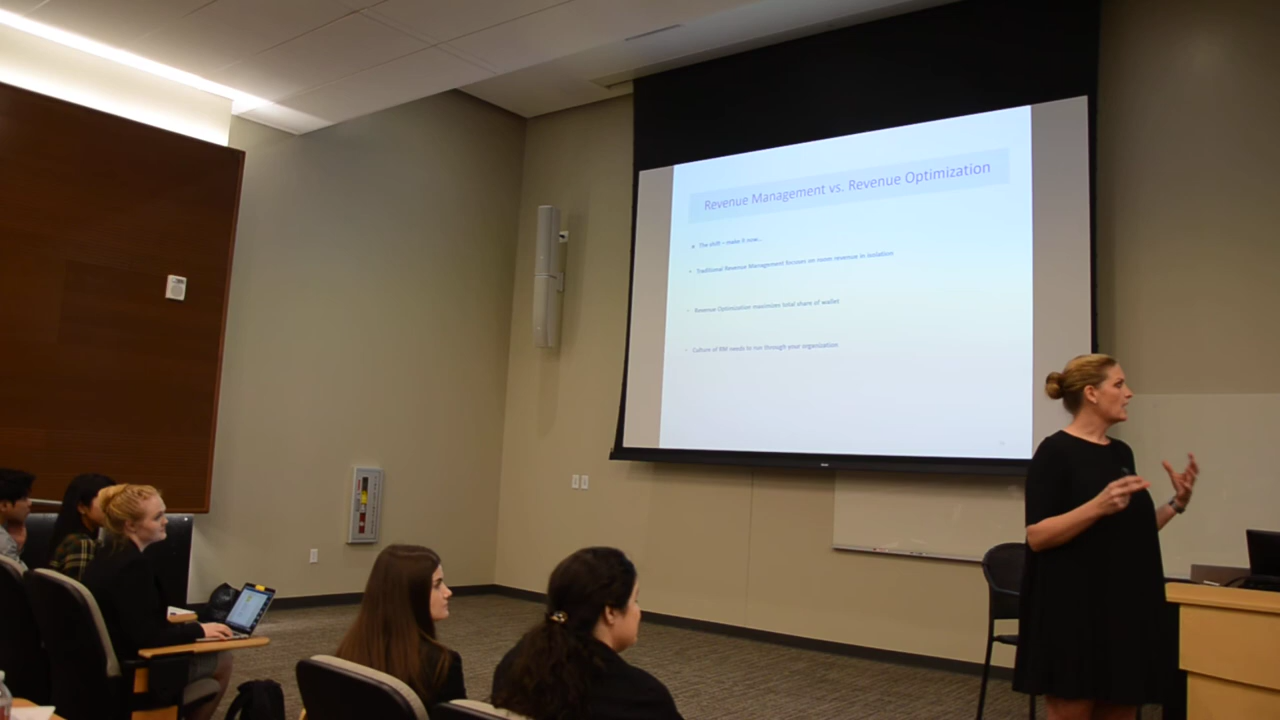 Revenue Management vs. Revenue Optimization
The shift – make it now...
Traditional Revenue Management focuses on room revenue in isolation
Revenue Optimization maximizes total share of wallet
Culture of RM needs to run through your organization